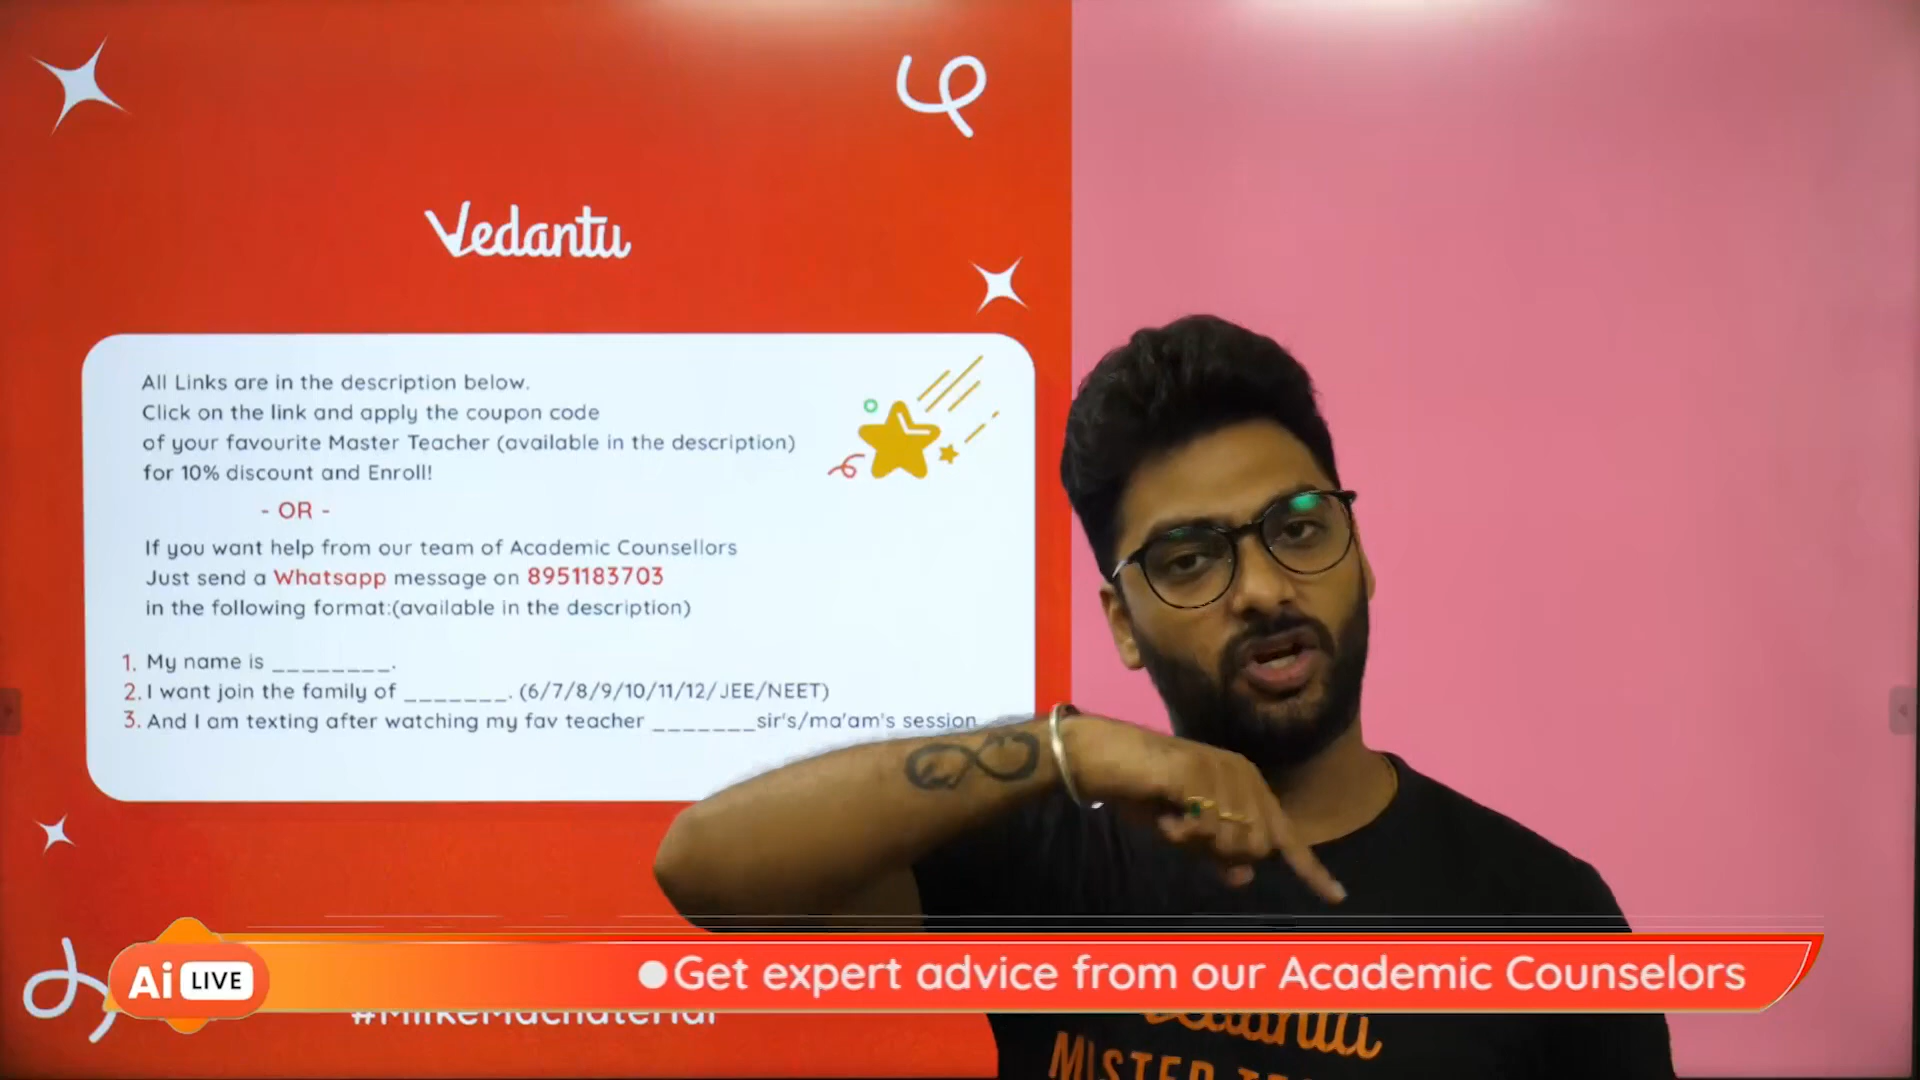 Vedantu
All Links are in the description below.
Click on the link and apply the coupon code
of your favourite Master Teacher (available in the description)
for 10% discount and Enroll!
- OR -
If you want help from our team of Academic Counsellors
Just send a Whatsapp message on 8951183703
in the following format:(available in the description)
1. My name is ________.
2. I want join the family of _______. (6/7/8/9/10/11/12/JEE/NEET)
3. And I am texting after watching my fav teacher _______sir's/ma'am's session
Ai LIVE
Get expert advice from our Academic Counselors
Vedantu
MISTER